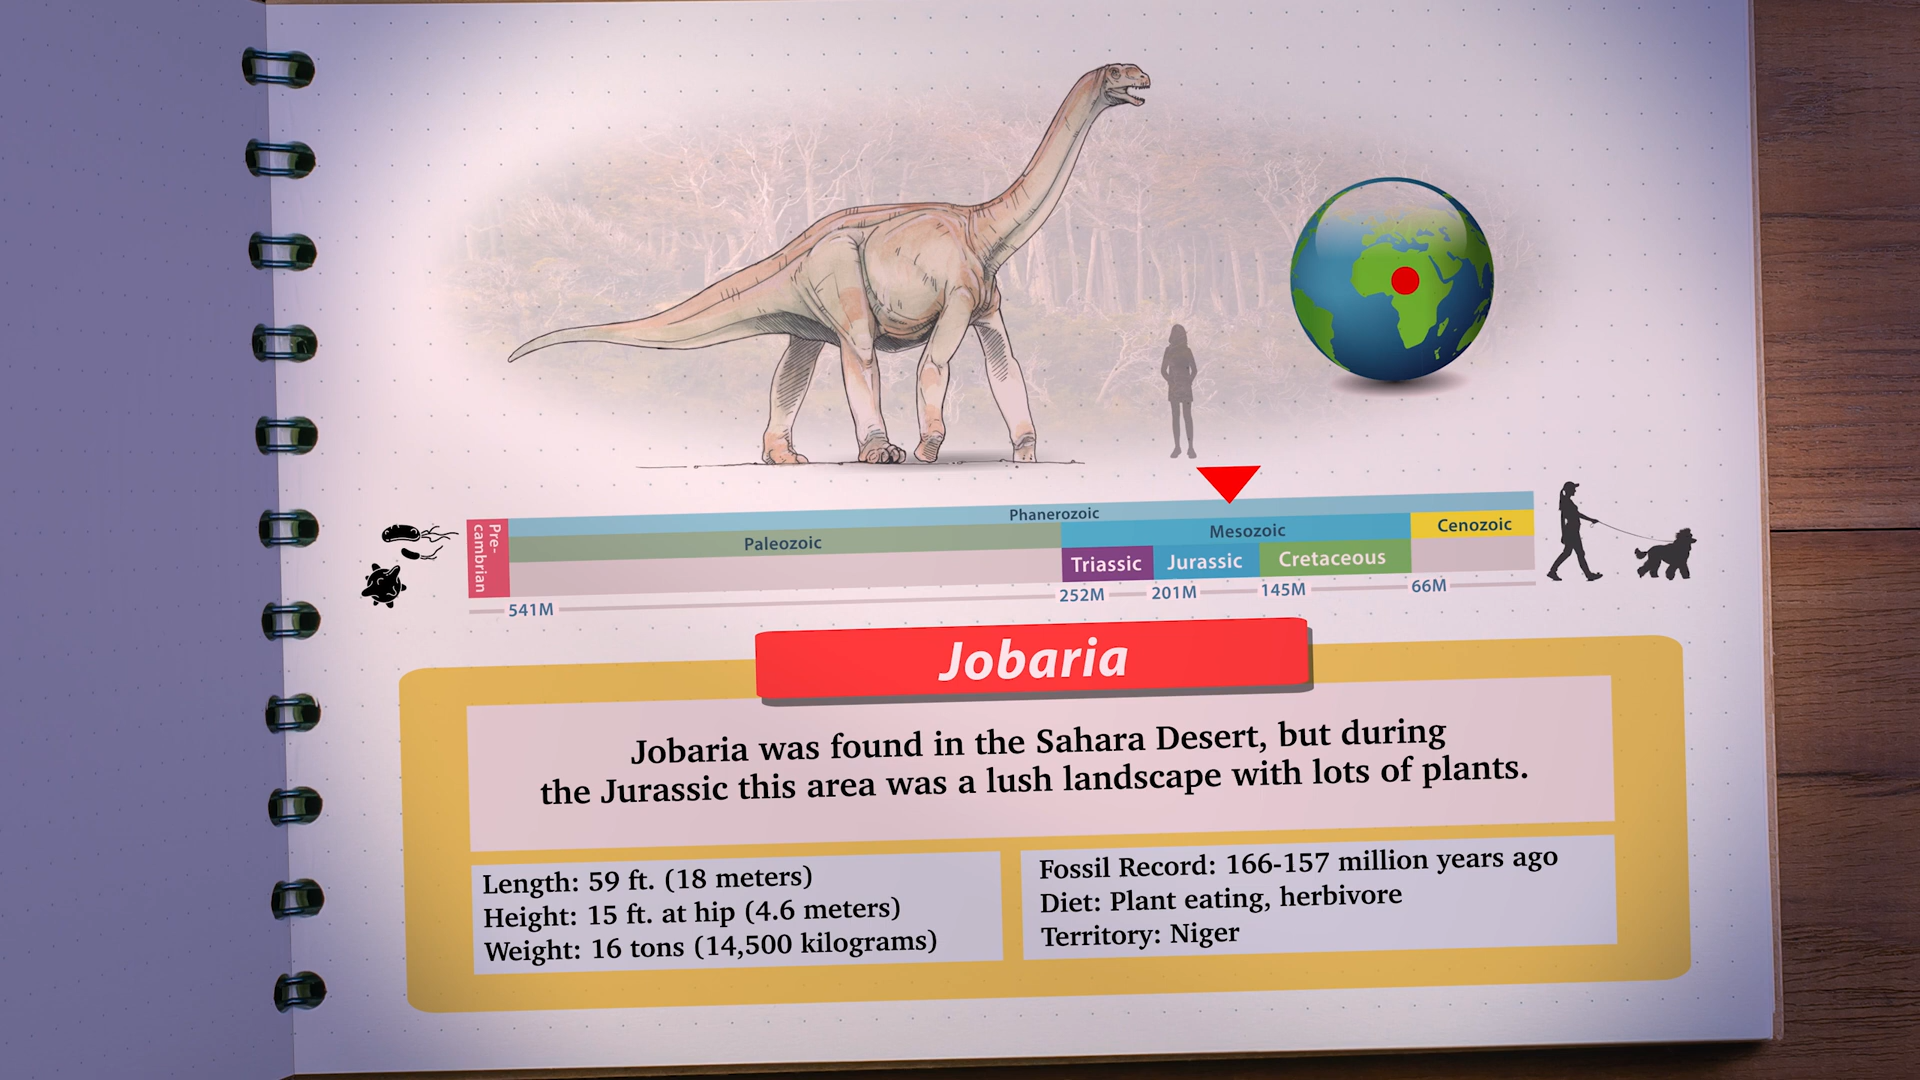 Phanerozoic
Pre-
cambrian
Paleozoic
Mesozoic
Cenozoic
Triassic
Jurassic
Cretaceous
541M
252M
201M
145M
66M
Jobaria
Jobaria was found in the Sahara Desert, but during
the Jurassic this area was a lush landscape with lots of plants.
Length: 59 ft. (18 meters)
Height: 15 ft. at hip (4.6 meters)
Weight: 16 tons (14,500 kilograms)
Fossil Record: 166-157 million years ago
Diet: Plant eating, herbivore
Territory: Niger